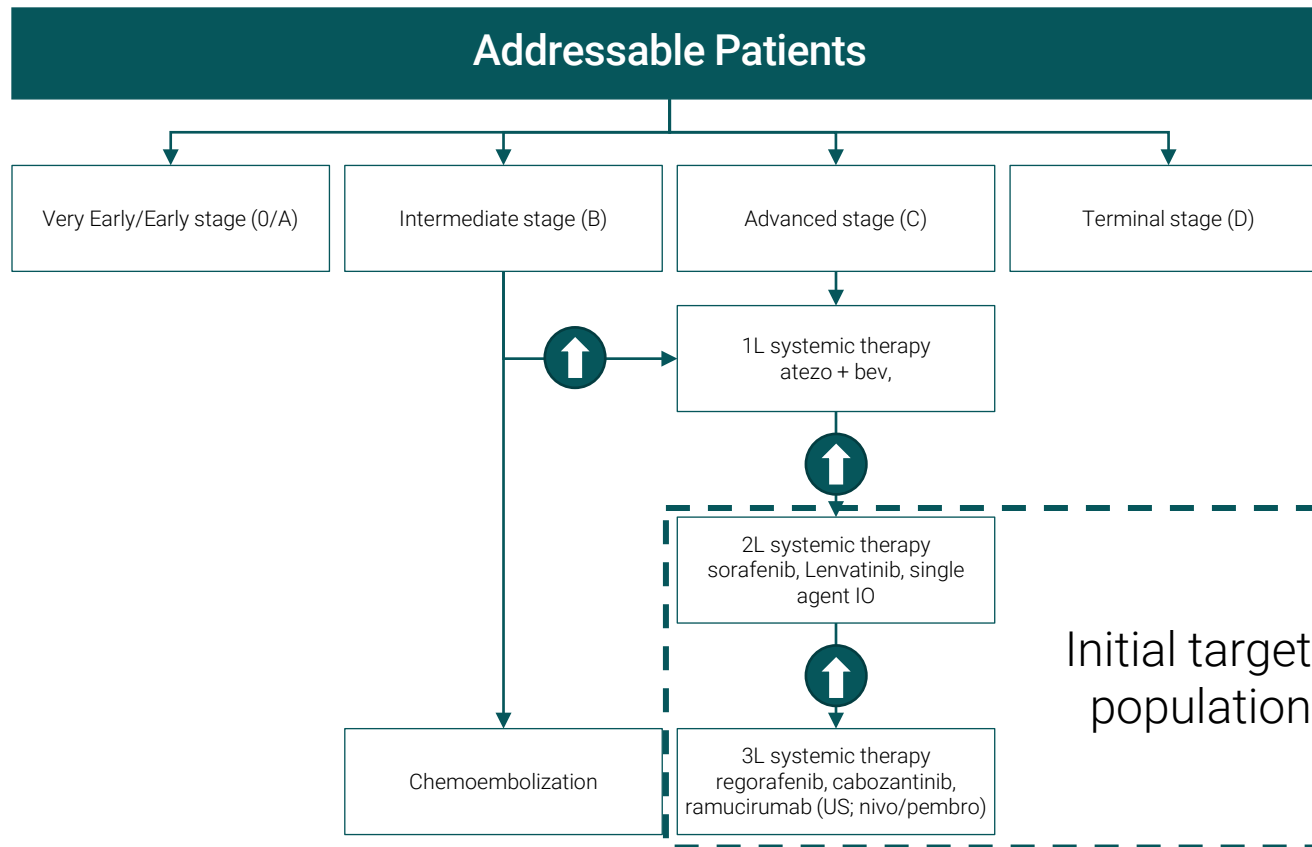 Addressable Patients
Very Early/Early stage (0/A)
Intermediate stage (B)
Advanced stage (C)
Terminal stage (D)
1L systemic therapy
atezo + bev,
2L systemic therapy
sorafenib, Lenvatinib, single
agent IO
Initial target
population
Chemoembolization
3L systemic therapy
regorafenib, cabozantinib,
ramucirumab (US; nivo/pembro)